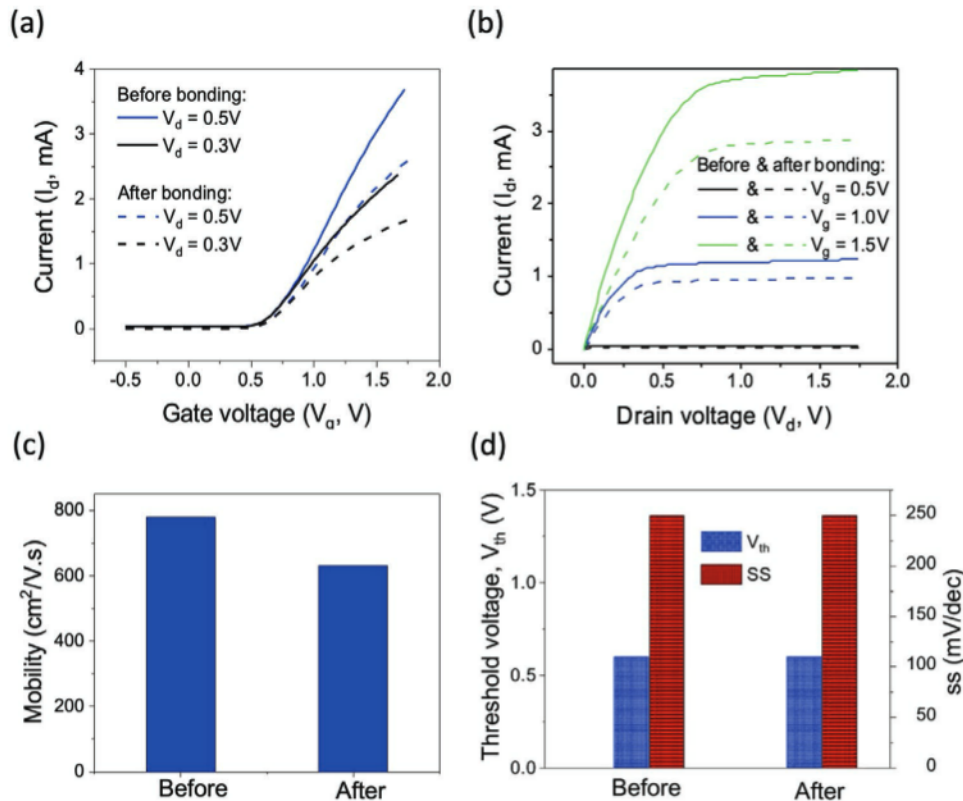 (a)
4
3
2
1
0
Current (I_d, mA)
Before bonding:
V_d = 0.5V
V_d = 0.3V
After bonding:
V_d = 0.5V
V_d = 0.3V
-0.5 0.0 0.5 1.0 1.5 2.0
Gate voltage (V_g, V)
(b)
3
2
1
0
Current (I_d, mA)
Before & after bonding:
& V_g = 0.5V
& V_g = 1.0V
& V_g = 1.5V
0.0 0.5 1.0 1.5 2.0
Drain voltage (V_d, V)
(c)
800
600
400
200
0
Mobility (cm²/V.s)
Before After
(d)
1.5
1.0
0.5
0.0
Threshold voltage, V_th (V)
V_th
SS
250
200
150
100
50
0
ss (mV/dec)
Before After